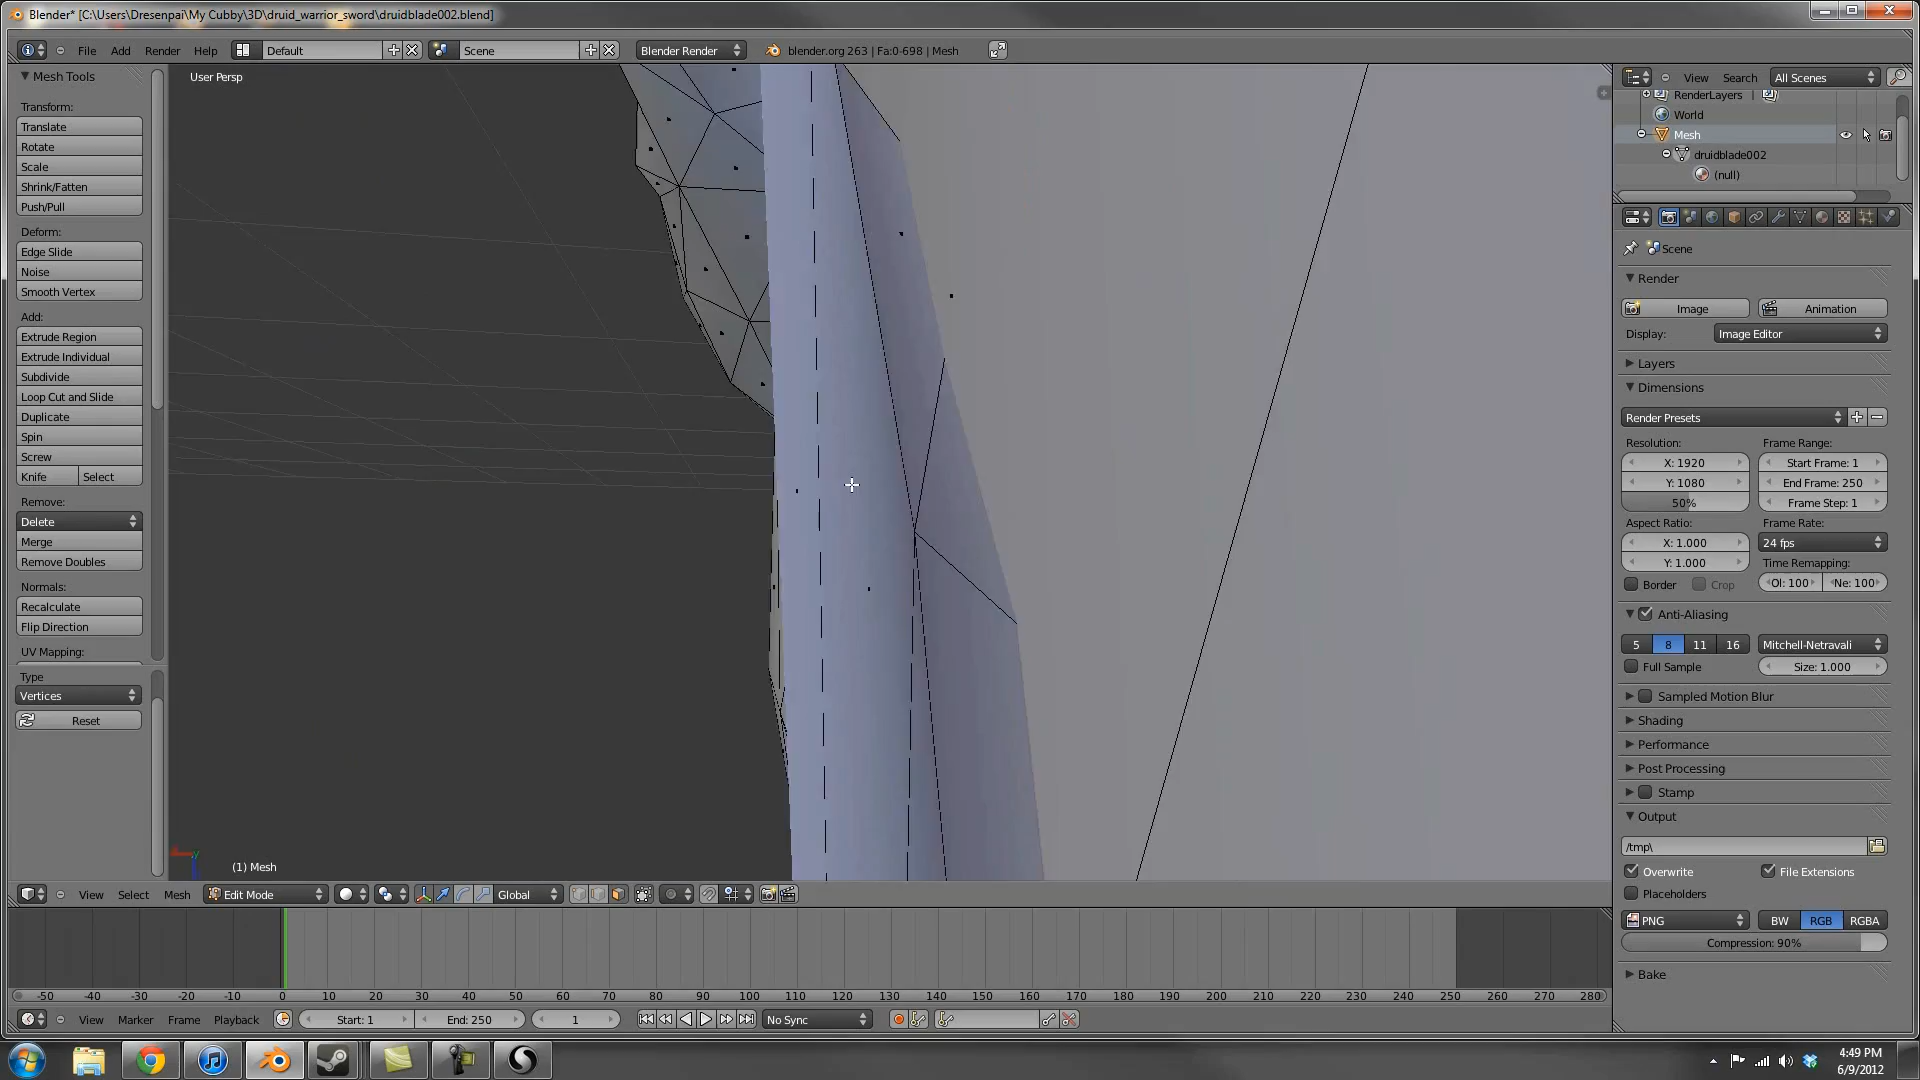 Blender* [C:\Users\Dresenpai\My Cubby\3D\druid_warrior_sword\druidblade002.blend]
File Add Render Help Default Scene Blender Render blender.org 263 | Fa:0-698 | Mesh
Mesh Tools
Transform:
Translate
Rotate
Scale
Shrink/Fatten
Push/Pull
Deform:
Edge Slide
Noise
Smooth Vertex
Add:
Extrude Region
Extrude Individual
Subdivide
Loop Cut and Slide
Duplicate
Spin
Screw
Knife Select
Remove:
Delete
Merge
Remove Doubles
Normals:
Recalculate
Flip Direction
UV Mapping:
Type
Vertices
Reset
User Persp
(1) Mesh
View Search All Scenes
RenderLayers |
World
Mesh
druidblade002
(null)
Scene
Render
Image Animation
Display: Image Editor
Layers
Dimensions
Render Presets
Resolution: Frame Range:
X: 1920 Start Frame: 1
Y: 1080 End Frame: 250
50% Frame Step: 1
Aspect Ratio: Frame Rate:
X: 1.000 24 fps
Y: 1.000 Time Remapping:
Border Crop Ol: 100 Ne: 100
Anti-Aliasing
5 8 11 16 Mitchell-Netravali
Full Sample Size: 1.000
Sampled Motion Blur
Shading
Performance
Post Processing
Stamp
Output
/tmp\
Overwrite File Extensions
Placeholders
PNG BW RGB RGBA
Compression: 90%
Bake
View Select Mesh Edit Mode Global
-50 -40 -30 -20 -10 0 10 20 30 40 50 60 70 80 90 100 110 120 130 140 150 160 170 180 190 200 210 220 230 240 250 260 270 280
View Marker Frame Playback Start: 1 End: 250 1 No Sync
4:49 PM
6/9/2012